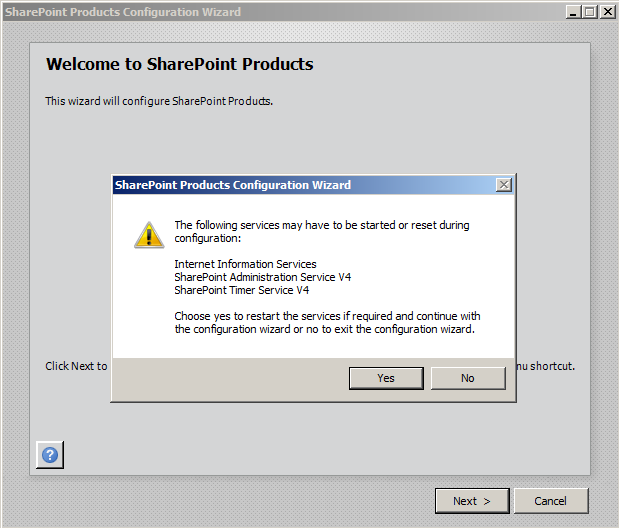 SharePoint Products Configuration Wizard
Welcome to SharePoint Products
This wizard will configure SharePoint Products.
SharePoint Products Configuration Wizard
The following services may have to be started or reset during
configuration:
Internet Information Services
SharePoint Administration Service V4
SharePoint Timer Service V4
Choose yes to restart the services if required and continue with
the configuration wizard or no to exit the configuration wizard.
Click Next to
nu shortcut.
Yes
No
?
Next >
Cancel